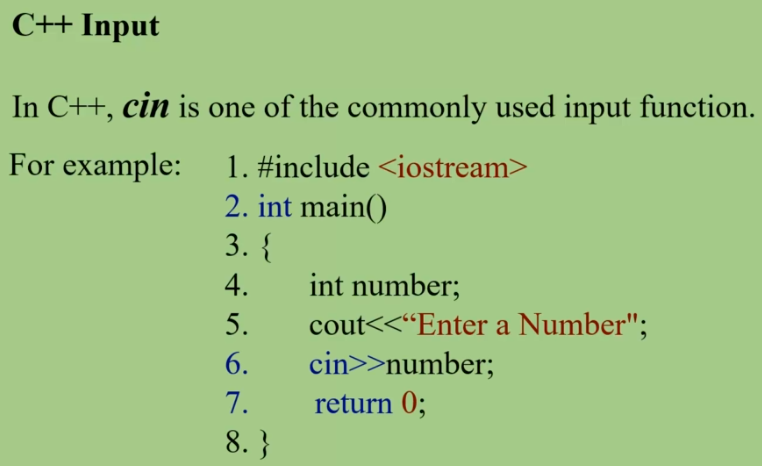 C++ Input
In C++, cin is one of the commonly used input function.
For example: 1. #include <iostream>
2. int main()
3. {
4. int number;
5. cout<<“Enter a Number";
6. cin>>number;
7. return 0;
8. }